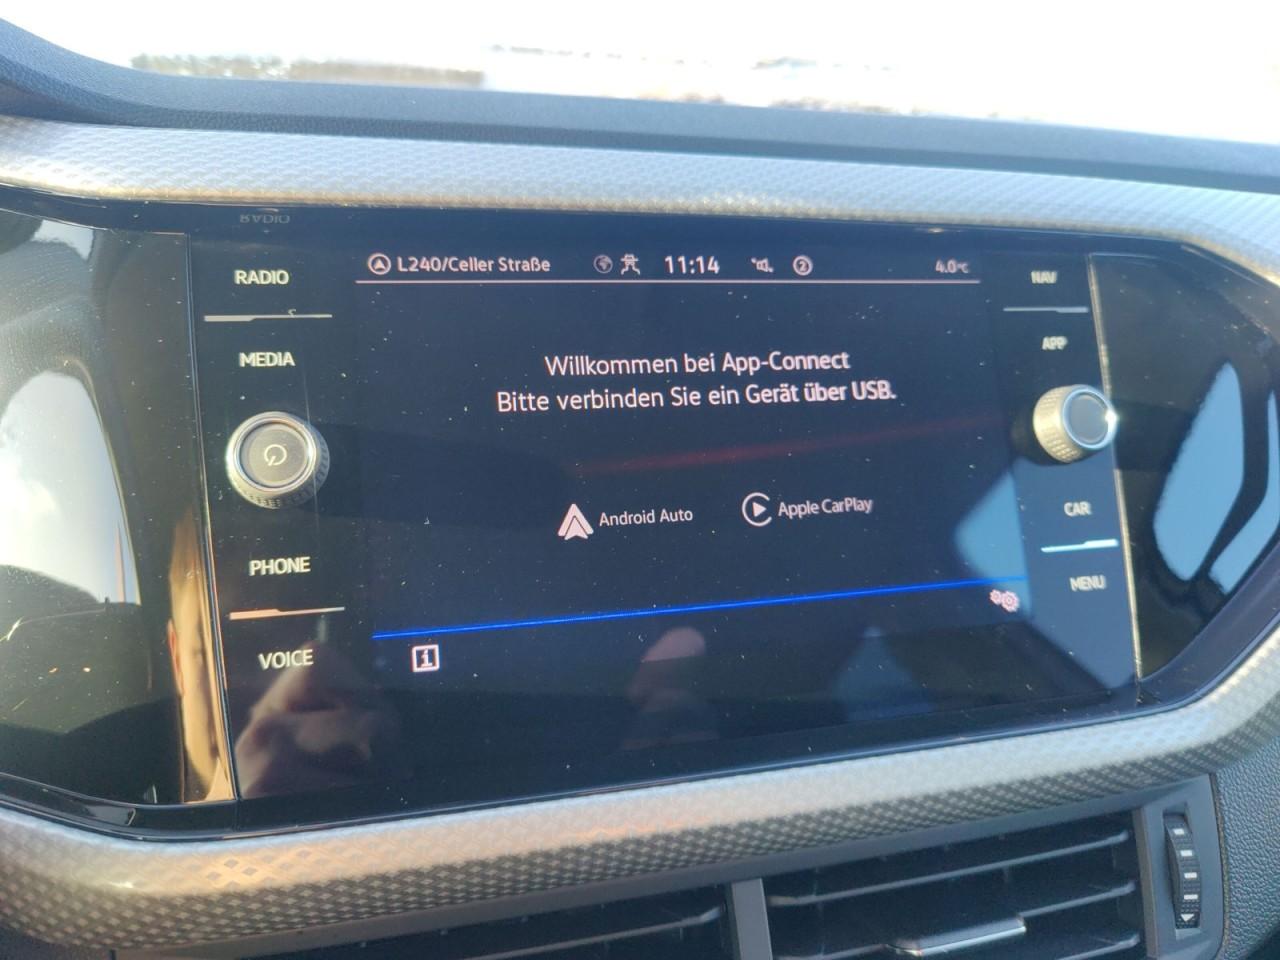 RADIO
MEDIA
PHONE
VOICE
L240/Celler Straße
11:14
2
4.0°C
Willkommen bei App-Connect
Bitte verbinden Sie ein Gerät über USB.
Android Auto
Apple CarPlay
i
NAV
APP
CAR
MENU